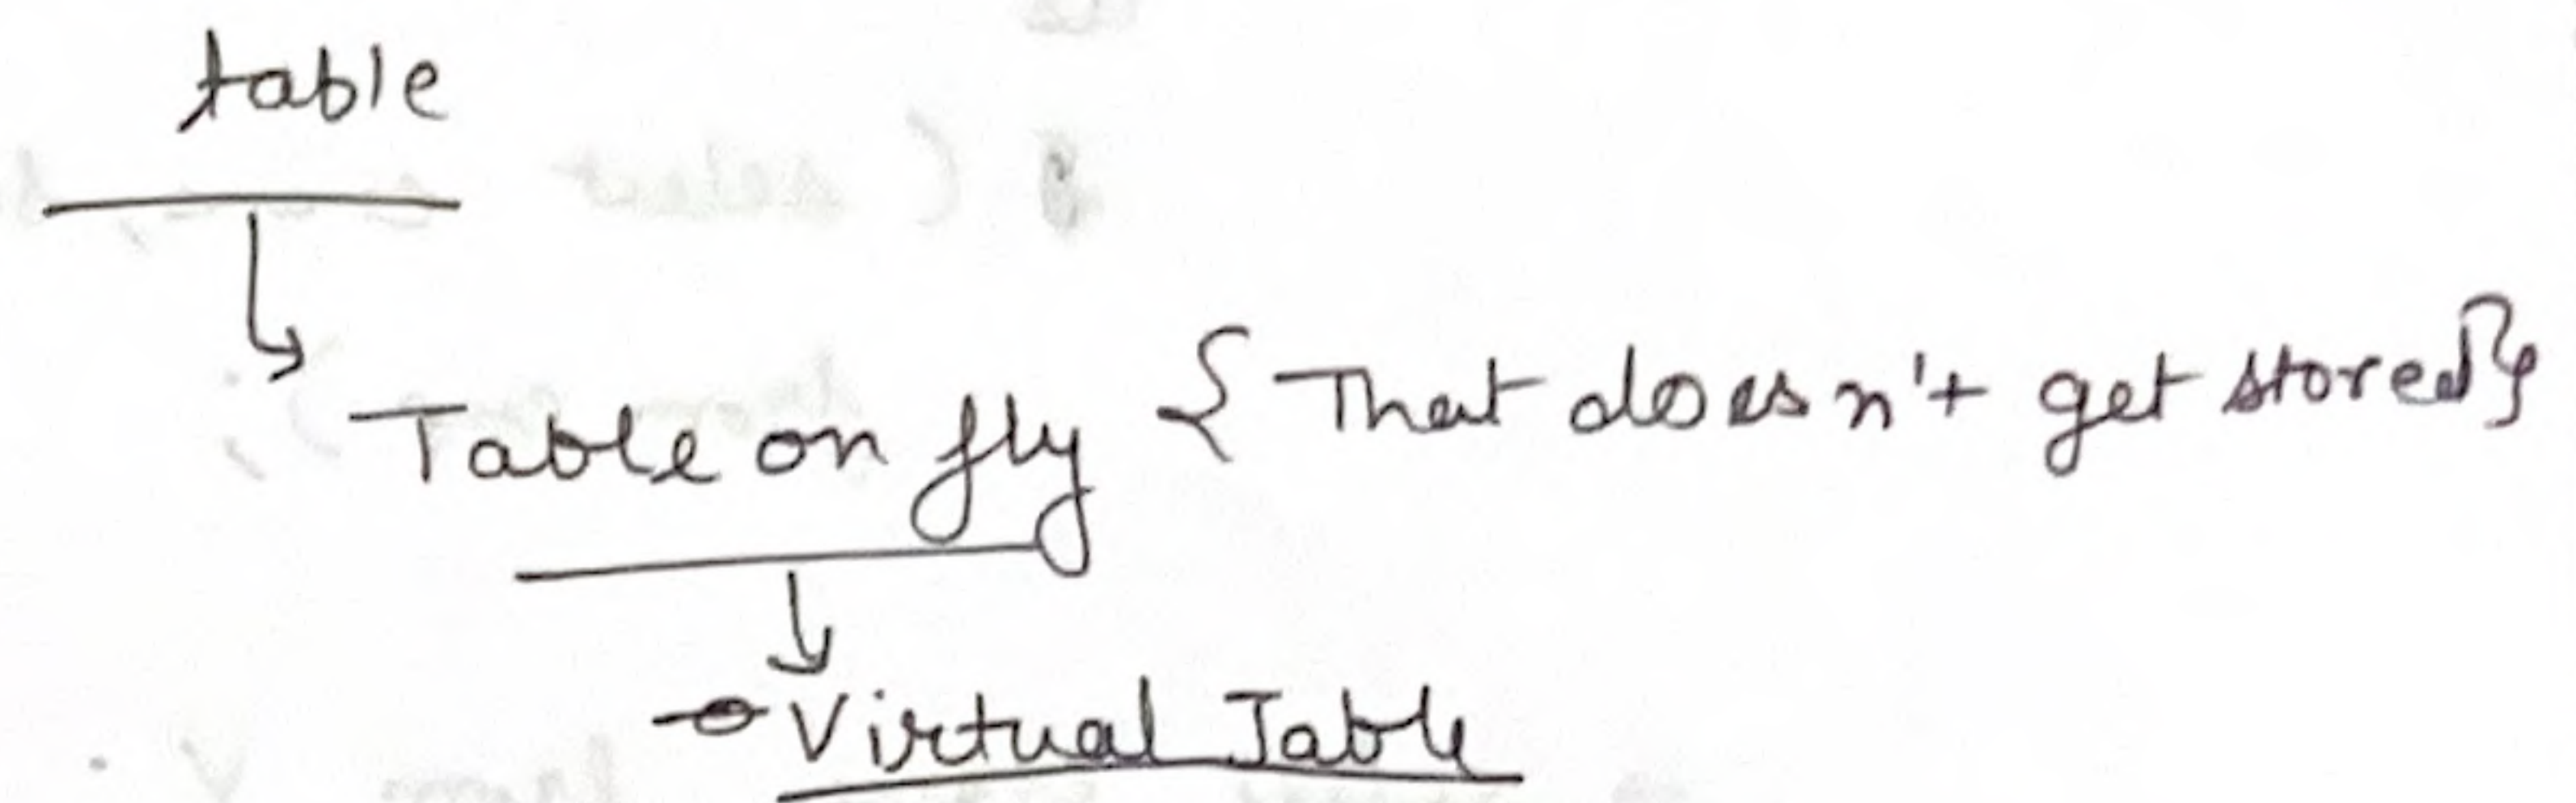 table
Table on fly { That doesn't get stored }
Virtual Table